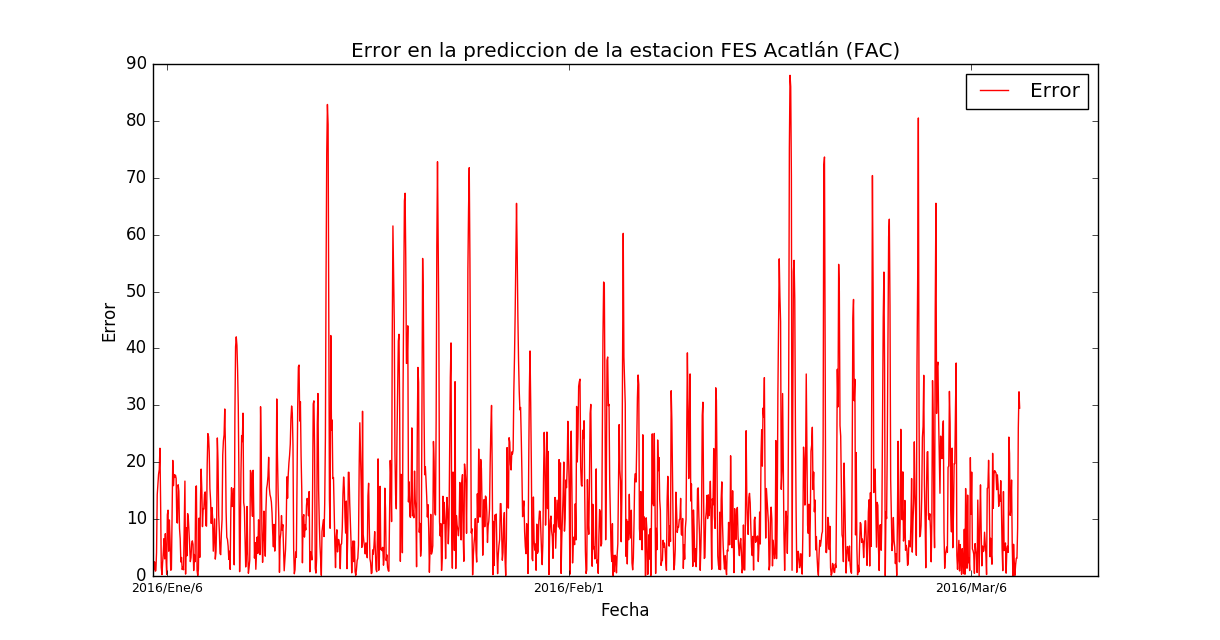 Error en la prediccion de la estacion FES Acatlán (FAC)
90
80
70
60
50
40
30
20
10
0
Error
Error
2016/Ene/6
2016/Feb/1
2016/Mar/6
Fecha